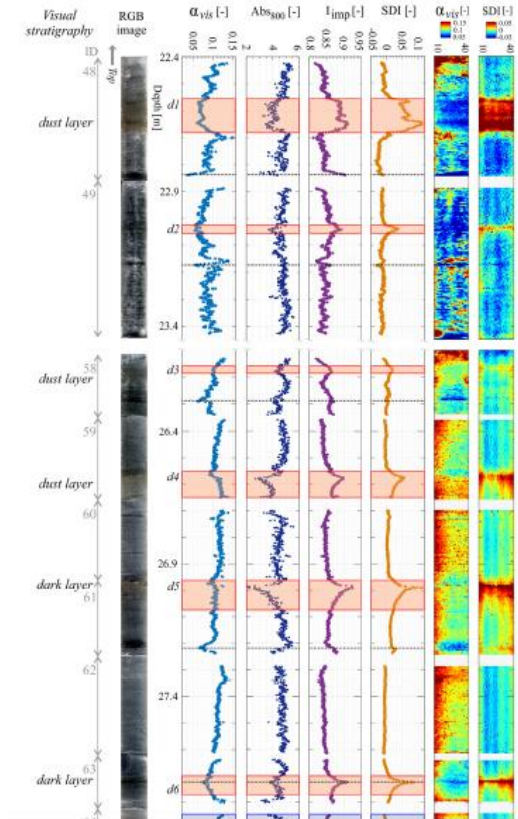 Visual
stratigraphy
RGB
image
αvis [-]
Abs800 [-]
Iimp [-]
SDI [-]
αvis[-]
SDI[-]
0.15
0.1
0.05
0.1
0.05
0
-0.05
0.05 0.1 0.15
2 4 6
0.8 0.85 0.9 0.95
-0.05 0 0.05 0.1
10 40
10 40
ID
Top
48
22.4
Depth [m]
d1
dust layer
49
22.9
d2
23.4
58
d3
dust layer
59
26.4
d4
dust layer
60
26.9
dark layer
d5
61
62
27.4
63
dark layer
d6